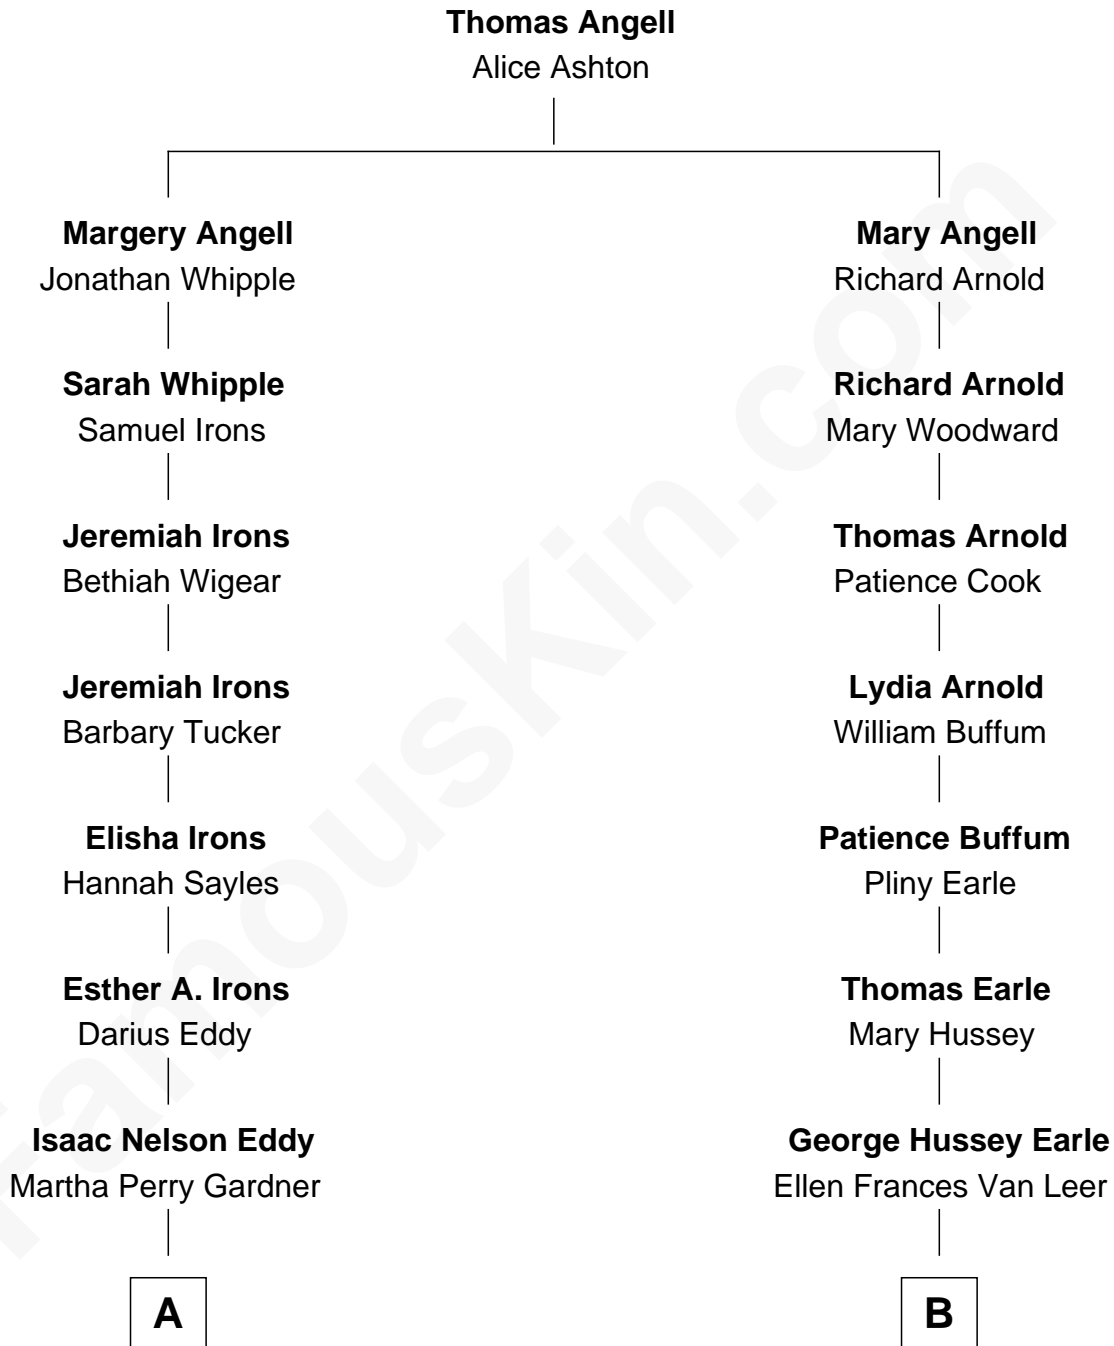 Thomas Angell
Alice Ashton
Margery Angell
Jonathan Whipple
Mary Angell
Richard Arnold
Sarah Whipple
Samuel Irons
Richard Arnold
Mary Woodward
Jeremiah Irons
Bethiah Wigear
Thomas Arnold
Patience Cook
Jeremiah Irons
Barbary Tucker
Lydia Arnold
William Buffum
Elisha Irons
Hannah Sayles
Patience Buffum
Pliny Earle
Esther A. Irons
Darius Eddy
Thomas Earle
Mary Hussey
Isaac Nelson Eddy
Martha Perry Gardner
George Hussey Earle
Ellen Frances Van Leer
A
B
FamousKin.com